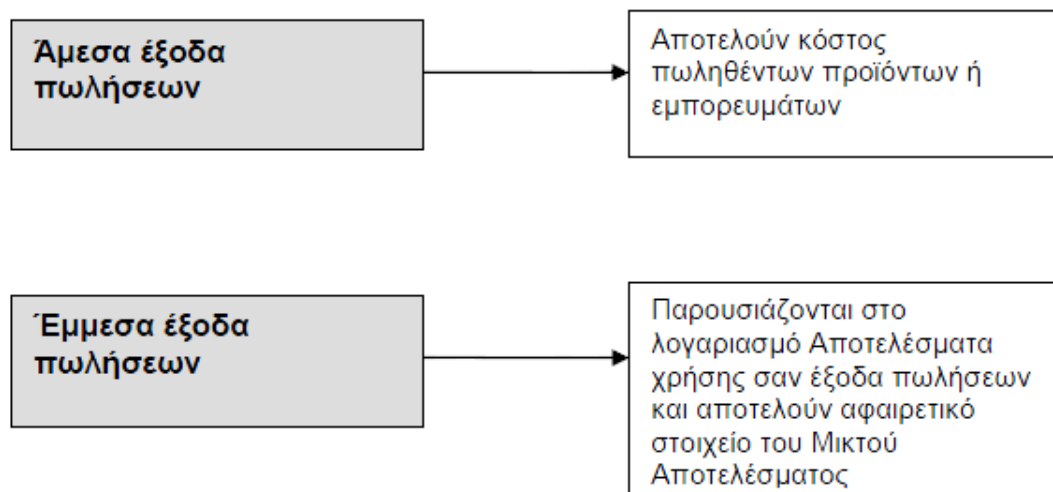 Άμεσα έξοδα
πωλήσεων
Αποτελούν κόστος
πωληθέντων προϊόντων ή
εμπορευμάτων
Έμμεσα έξοδα
πωλήσεων
Παρουσιάζονται στο
λογαριασμό Αποτελέσματα
χρήσης σαν έξοδα πωλήσεων
και αποτελούν αφαιρετικό
στοιχείο του Μικτού
Αποτελέσματος